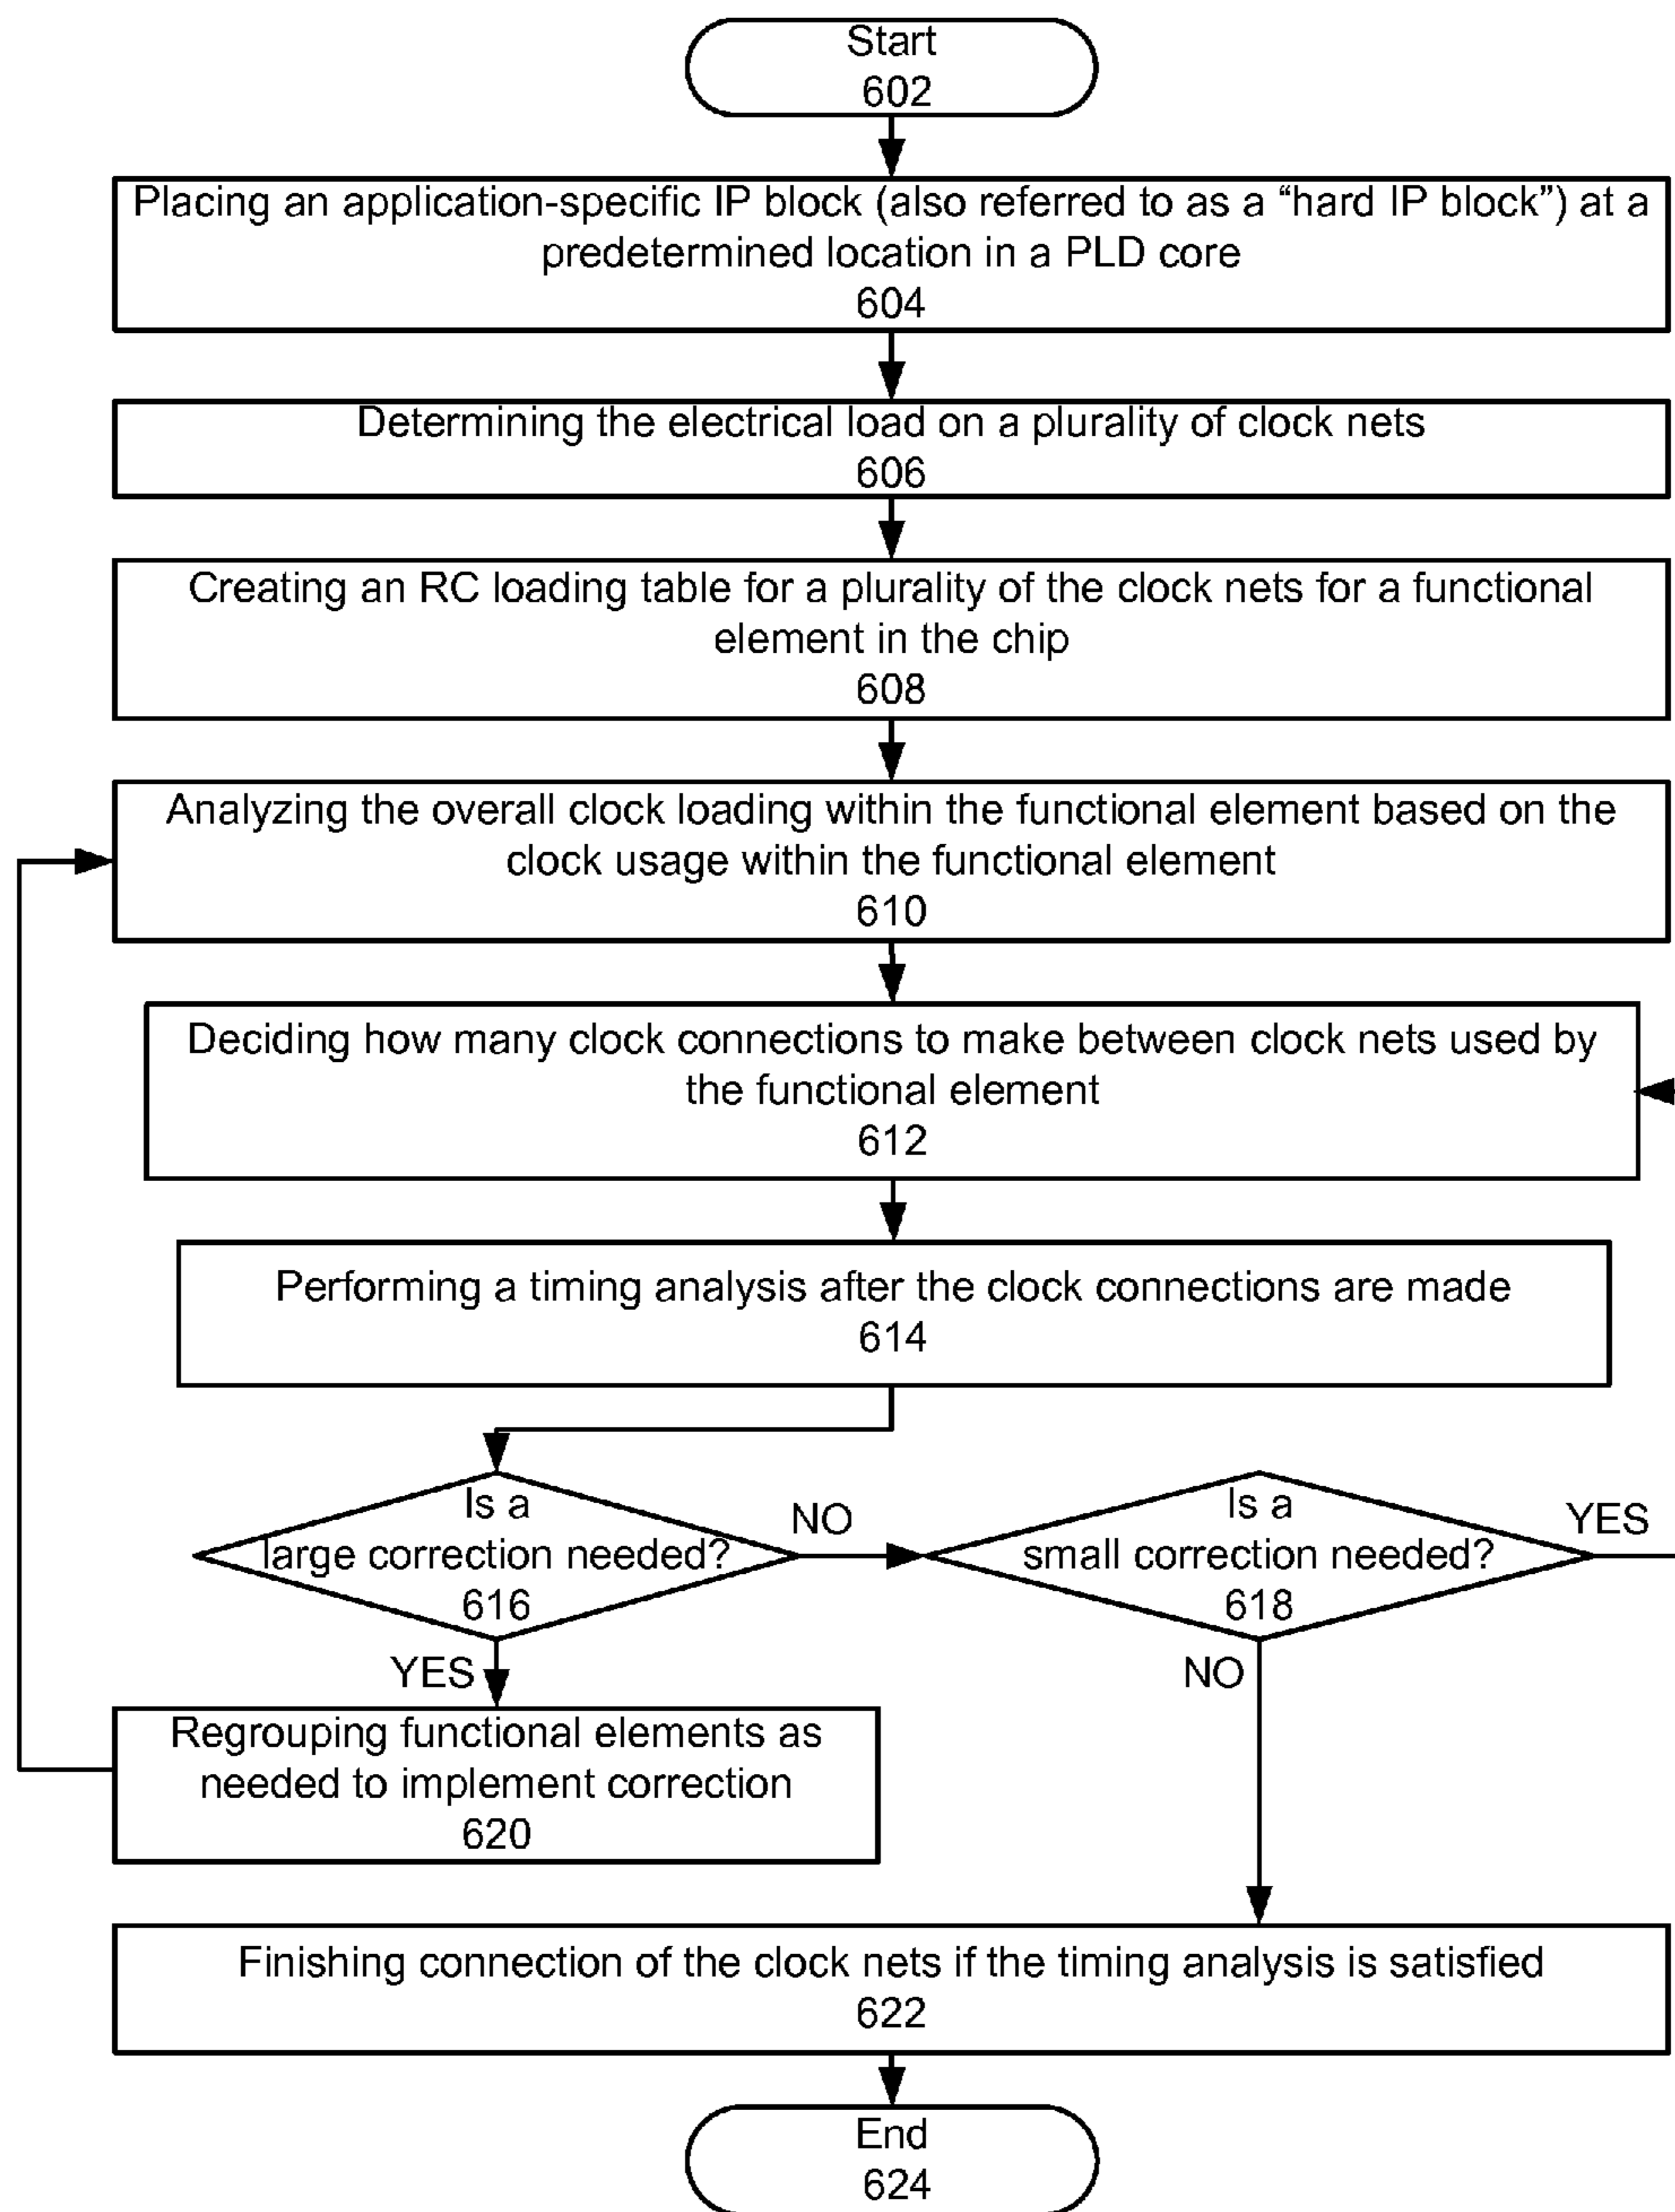 Start
602
Placing an application-specific IP block (also referred to as a “hard IP block”) at a
predetermined location in a PLD core
604
Determining the electrical load on a plurality of clock nets
606
Creating an RC loading table for a plurality of the clock nets for a functional
element in the chip
608
Analyzing the overall clock loading within the functional element based on the
clock usage within the functional element
610
Deciding how many clock connections to make between clock nets used by
the functional element
612
Performing a timing analysis after the clock connections are made
614
Is a
large correction needed?
616
NO
Is a
small correction needed?
618
YES
YES
NO
Regrouping functional elements as
needed to implement correction
620
Finishing connection of the clock nets if the timing analysis is satisfied
622
End
624